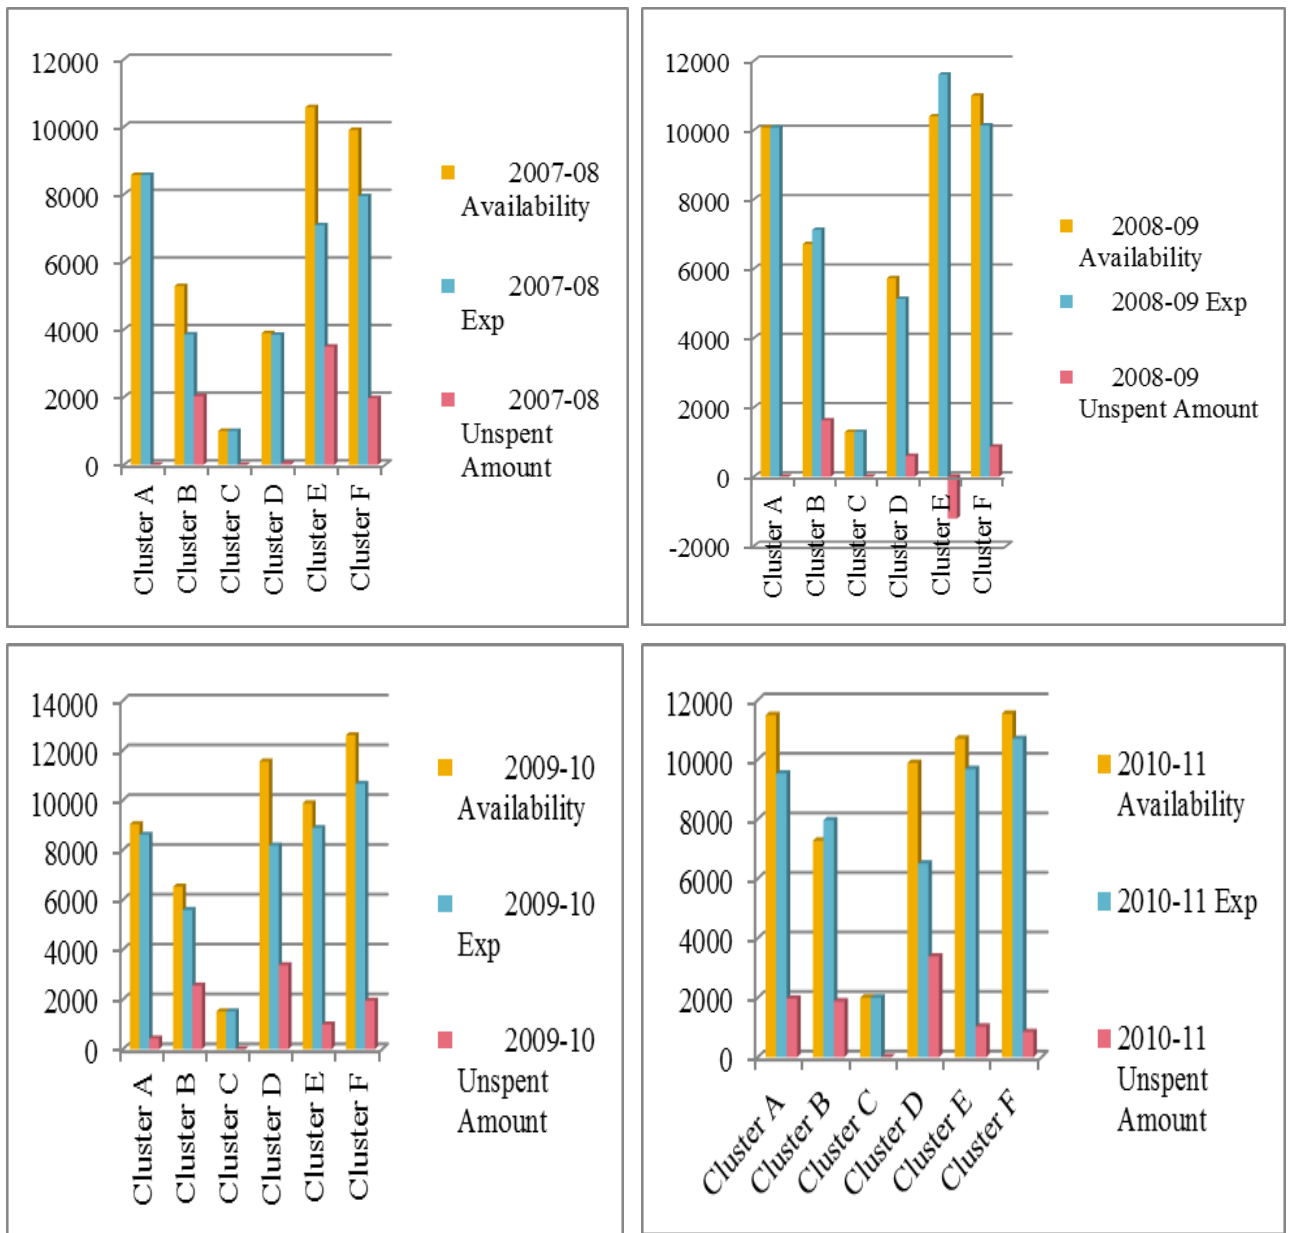 12000
10000
8000
6000
4000
2000
0
Cluster A
Cluster B
Cluster C
Cluster D
Cluster E
Cluster F
2007-08
Availability
2007-08
Exp
2007-08
Unspent
Amount
12000
10000
8000
6000
4000
2000
0
-2000
Cluster A
Cluster B
Cluster C
Cluster D
Cluster E
Cluster F
2008-09
Availability
2008-09 Exp
2008-09
Unspent Amount
14000
12000
10000
8000
6000
4000
2000
0
Cluster A
Cluster B
Cluster C
Cluster D
Cluster E
Cluster F
2009-10
Availability
2009-10
Exp
2009-10
Unspent
Amount
12000
10000
8000
6000
4000
2000
0
Cluster A
Cluster B
Cluster C
Cluster D
Cluster E
Cluster F
2010-11
Availability
2010-11 Exp
2010-11
Unspent
Amount